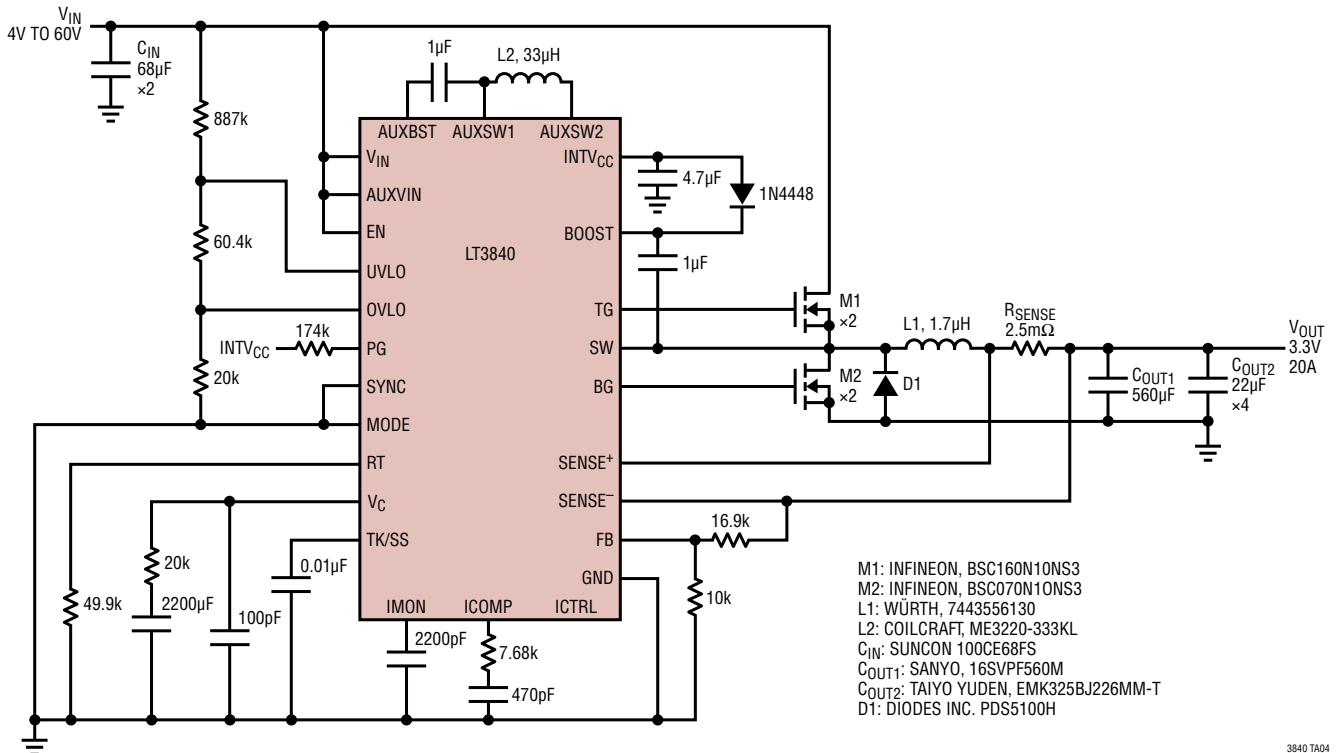 VIN
4V TO 60V
CIN
68µF
×2
1µF
L2, 33µH
887k
AUXBST AUXSW1 AUXSW2
VIN
INTVCC
4.7µF
1N4448
AUXVIN
EN
BOOST
60.4k
LT3840
1µF
UVLO
OVLO
TG
M1
×2
L1, 1.7µH
RSENSE
2.5mΩ
VOUT
3.3V
20A
174k
INTVCC
PG
SW
20k
SYNC
BG
M2
×2
D1
COUT1
560µF
COUT2
22µF
×4
MODE
RT
SENSE+
VC
SENSE–
16.9k
TK/SS
FB
20k
0.01µF
GND
49.9k
2200µF
100pF
IMON ICOMP ICTRL
10k
2200pF
7.68k
470pF
M1: INFINEON, BSC160N10NS3
M2: INFINEON, BSC070N10NS3
L1: WÜRTH, 7443556130
L2: COILCRAFT, ME3220-333KL
CIN: SUNCON 100CE68FS
COUT1: SANYO, 16SVPF560M
COUT2: TAIYO YUDEN, EMK325BJ226MM-T
D1: DIODES INC. PDS5100H
3840 TA04